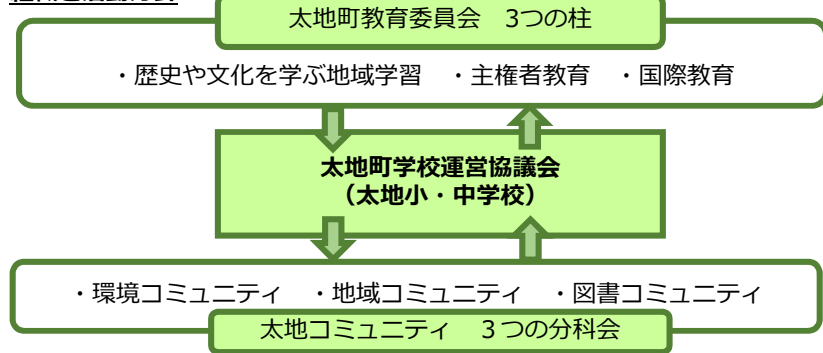 太地町教育委員会　3つの柱
・歴史や文化を学ぶ地域学習　・主権者教育　・国際教育
太地町学校運営協議会
（太地小・中学校）
・環境コミュニティ　・地域コミュニティ　・図書コミュニティ
太地コミュニティ　３つの分科会